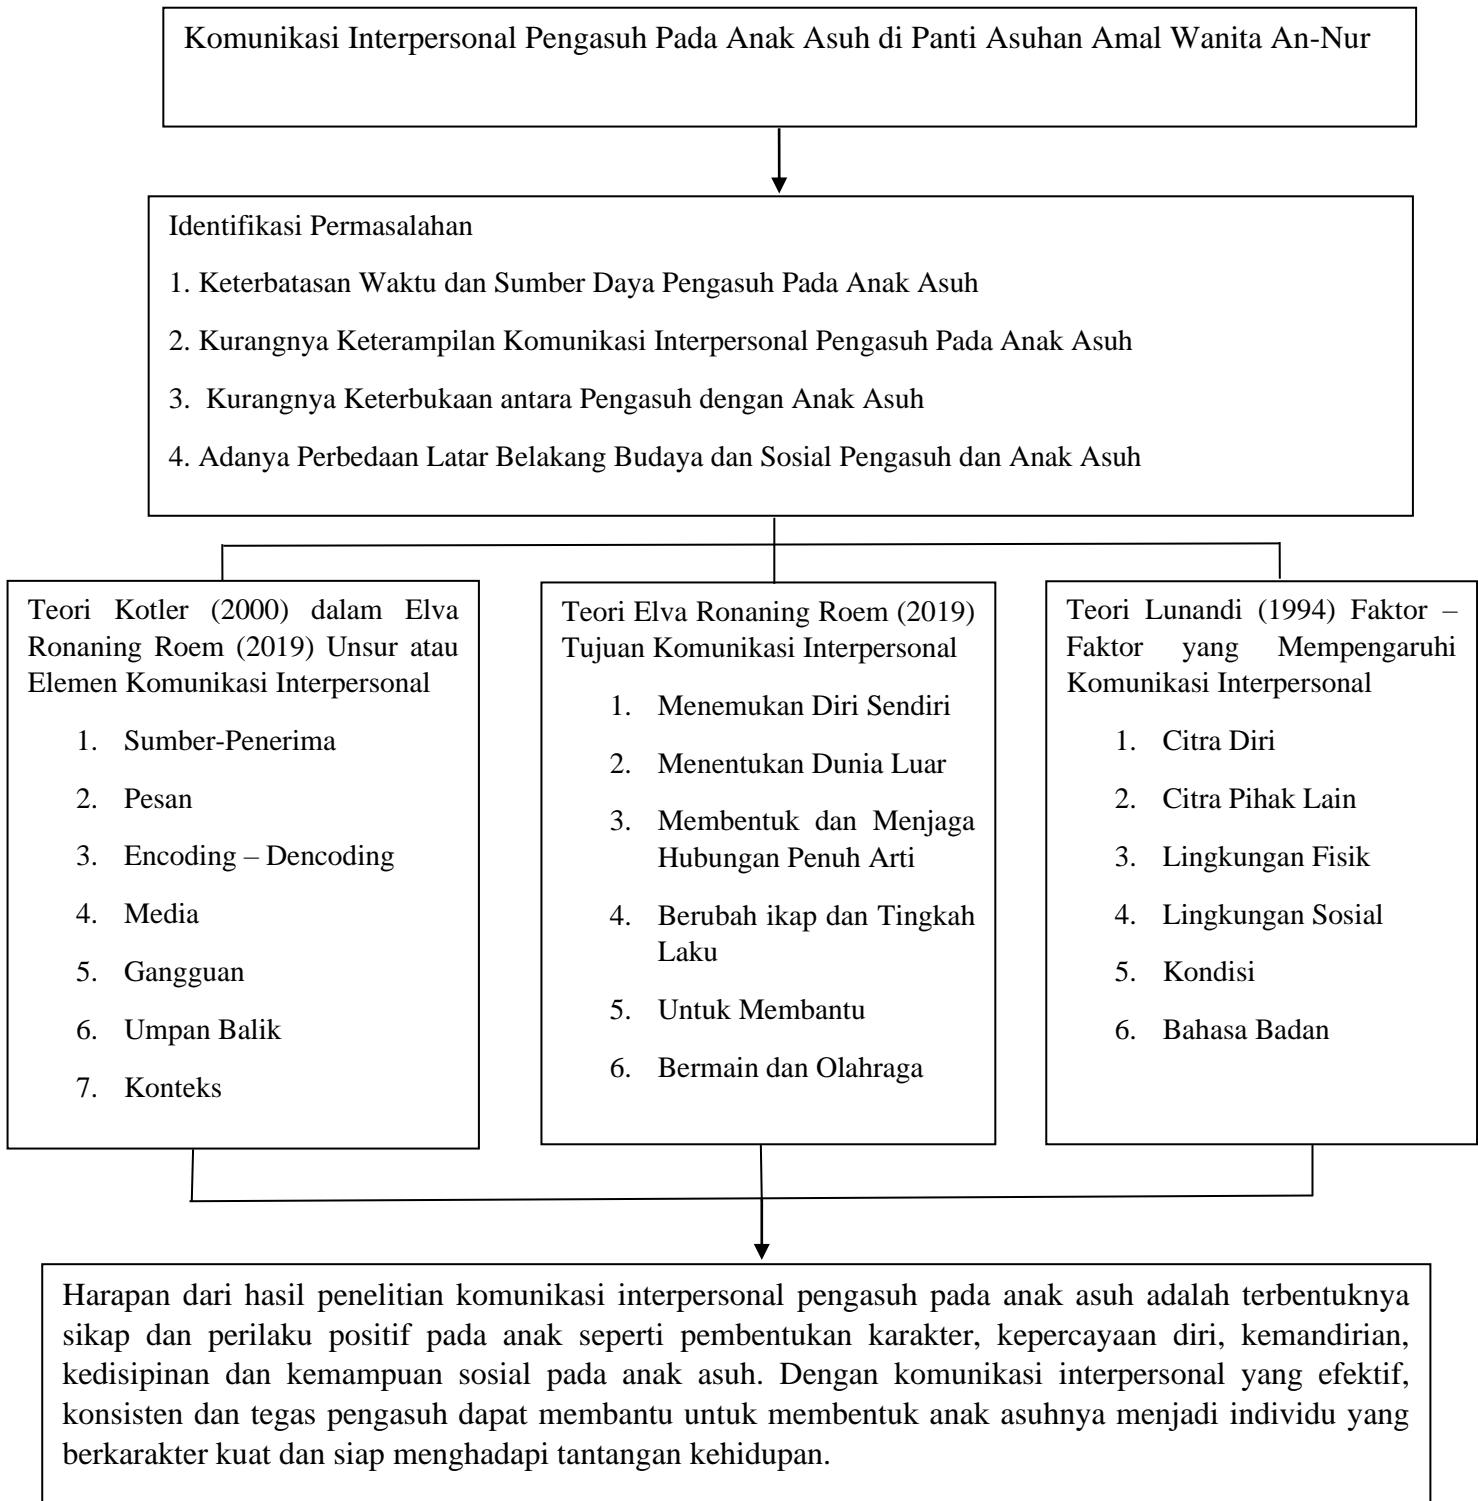 Komunikasi Interpersonal Pengasuh Pada Anak Asuh di Panti Asuhan Amal Wanita An-Nur
Identifikasi Permasalahan
1. Keterbatasan Waktu dan Sumber Daya Pengasuh Pada Anak Asuh
2. Kurangnya Keterampilan Komunikasi Interpersonal Pengasuh Pada Anak Asuh
3. Kurangnya Keterbukaan antara Pengasuh dengan Anak Asuh
4. Adanya Perbedaan Latar Belakang Budaya dan Sosial Pengasuh dan Anak Asuh
Teori Kotler (2000) dalam Elva
Ronaning Roem (2019) Unsur atau
Elemen Komunikasi Interpersonal
1. Sumber-Penerima
2. Pesan
3. Encoding – Dencoding
4. Media
5. Gangguan
6. Umpan Balik
7. Konteks
Teori Elva Ronaning Roem (2019)
Tujuan Komunikasi Interpersonal
1. Menemukan Diri Sendiri
2. Menentukan Dunia Luar
3. Membentuk dan Menjaga
Hubungan Penuh Arti
4. Berubah ikap dan Tingkah
Laku
5. Untuk Membantu
6. Bermain dan Olahraga
Teori Lunandi (1994) Faktor –
Faktor yang Mempengaruhi
Komunikasi Interpersonal
1. Citra Diri
2. Citra Pihak Lain
3. Lingkungan Fisik
4. Lingkungan Sosial
5. Kondisi
6. Bahasa Badan
Harapan dari hasil penelitian komunikasi interpersonal pengasuh pada anak asuh adalah terbentuknya
sikap dan perilaku positif pada anak seperti pembentukan karakter, kepercayaan diri, kemandirian,
kedisipinan dan kemampuan sosial pada anak asuh. Dengan komunikasi interpersonal yang efektif,
konsisten dan tegas pengasuh dapat membantu untuk membentuk anak asuhnya menjadi individu yang
berkarakter kuat dan siap menghadapi tantangan kehidupan.